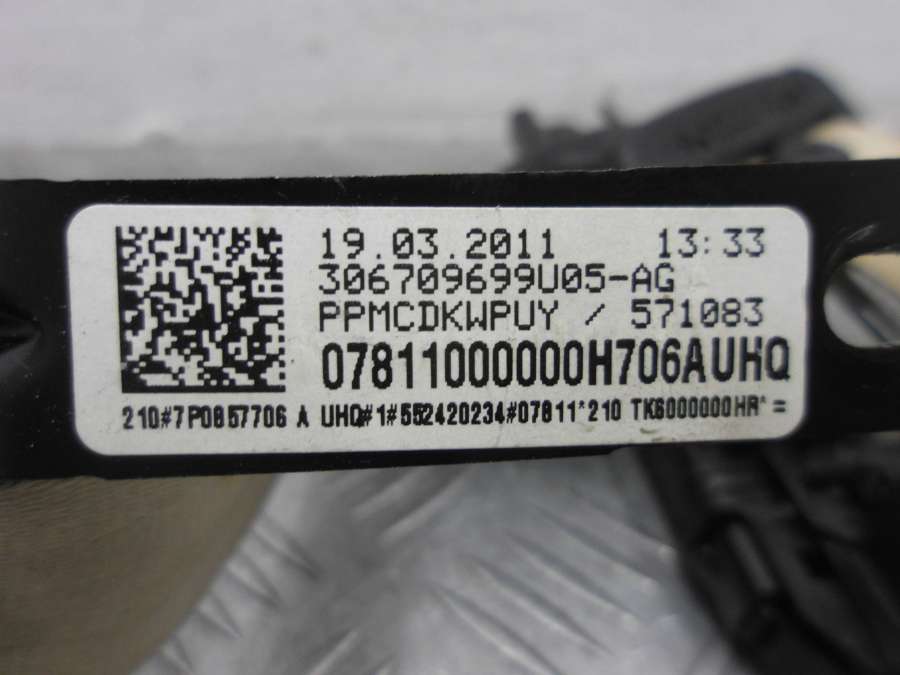 19.03.2011 13:33
306709699U05-AG
PPMCDKWPUY / 571083
07811000000H706AUHQ
210#7P0857706 A UHQ#1#552420234#07811*210 TK6000000HR* =